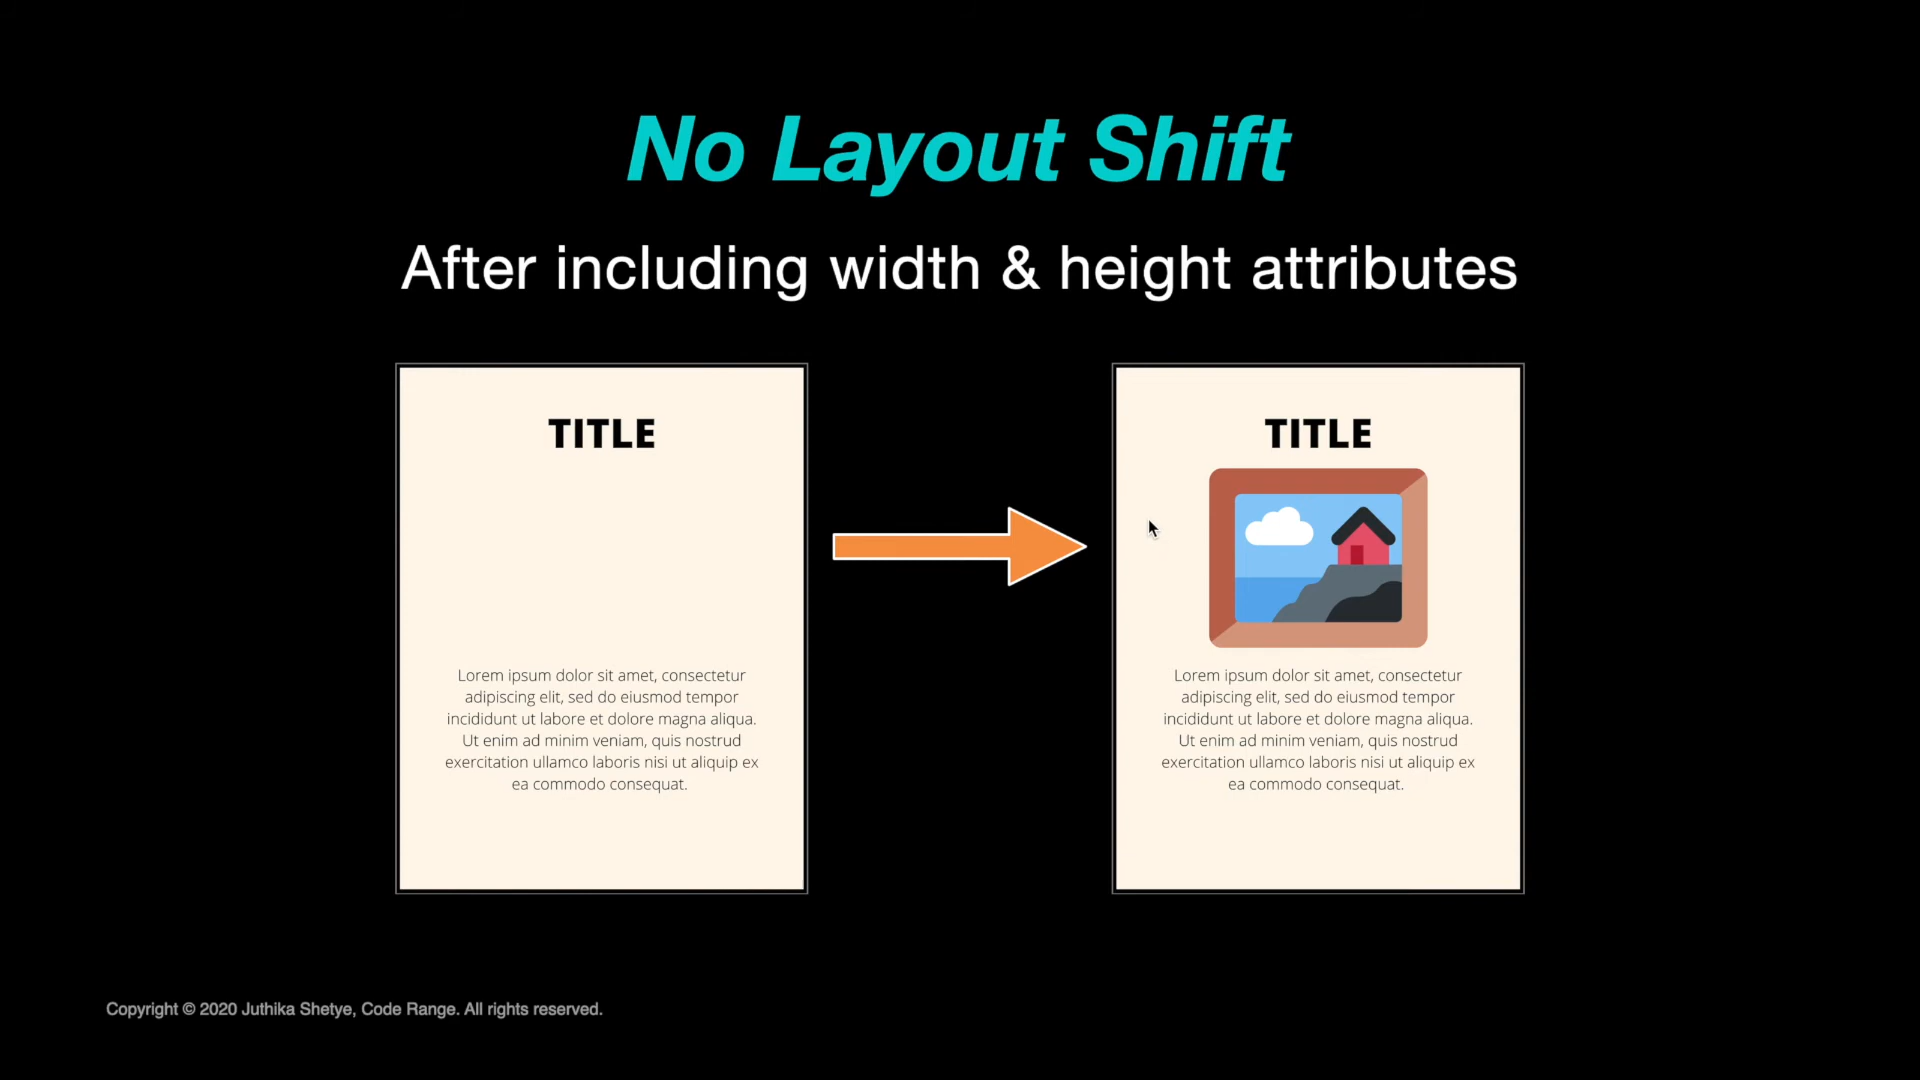 No Layout Shift
After including width & height attributes
TITLE
Lorem ipsum dolor sit amet, consectetur
adipiscing elit, sed do eiusmod tempor
incididunt ut labore et dolore magna aliqua.
Ut enim ad minim veniam, quis nostrud
exercitation ullamco laboris nisi ut aliquip ex
ea commodo consequat.
TITLE
Lorem ipsum dolor sit amet, consectetur
adipiscing elit, sed do eiusmod tempor
incididunt ut labore et dolore magna aliqua.
Ut enim ad minim veniam, quis nostrud
exercitation ullamco laboris nisi ut aliquip ex
ea commodo consequat.
Copyright © 2020 Juthika Shetye, Code Range. All rights reserved.